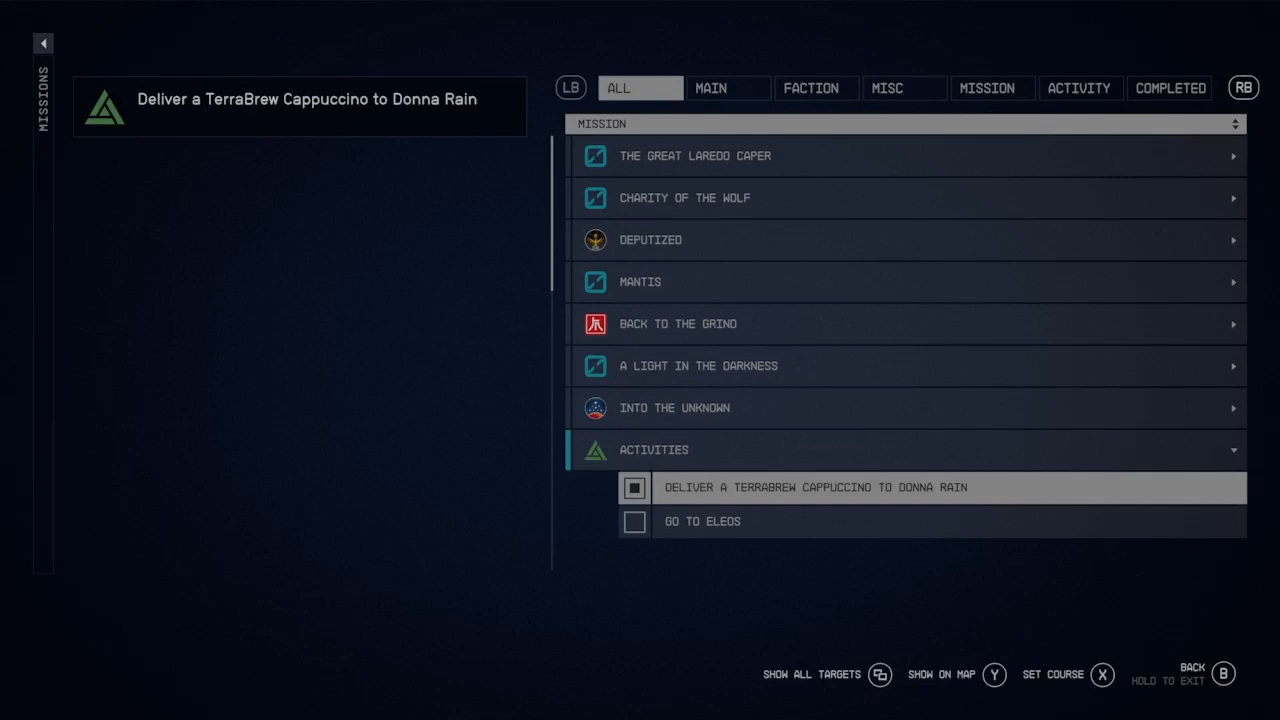 MISSIONS
Deliver a TerraBrew Cappuccino to Donna Rain
LB ALL MAIN FACTION MISC MISSION ACTIVITY COMPLETED RB
MISSION
THE GREAT LAREDO CAPER
CHARITY OF THE WOLF
DEPUTIZED
MANTIS
BACK TO THE GRIND
A LIGHT IN THE DARKNESS
INTO THE UNKNOWN
ACTIVITIES
DELIVER A TERRABREW CAPPUCCINO TO DONNA RAIN
GO TO ELEOS
SHOW ALL TARGETS SHOW ON MAP Y SET COURSE X BACK B
HOLD TO EXIT